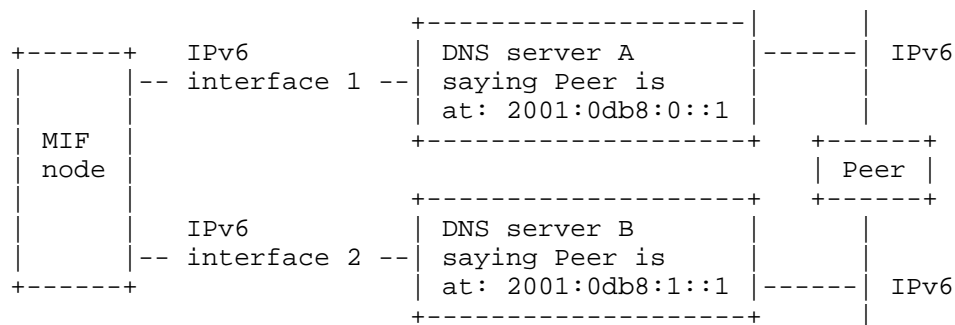 IPv6 DNS server A IPv6
interface 1 saying Peer is
at: 2001:0db8:0::1
MIF
node Peer
IPv6 DNS server B
interface 2 saying Peer is
at: 2001:0db8:1::1 IPv6